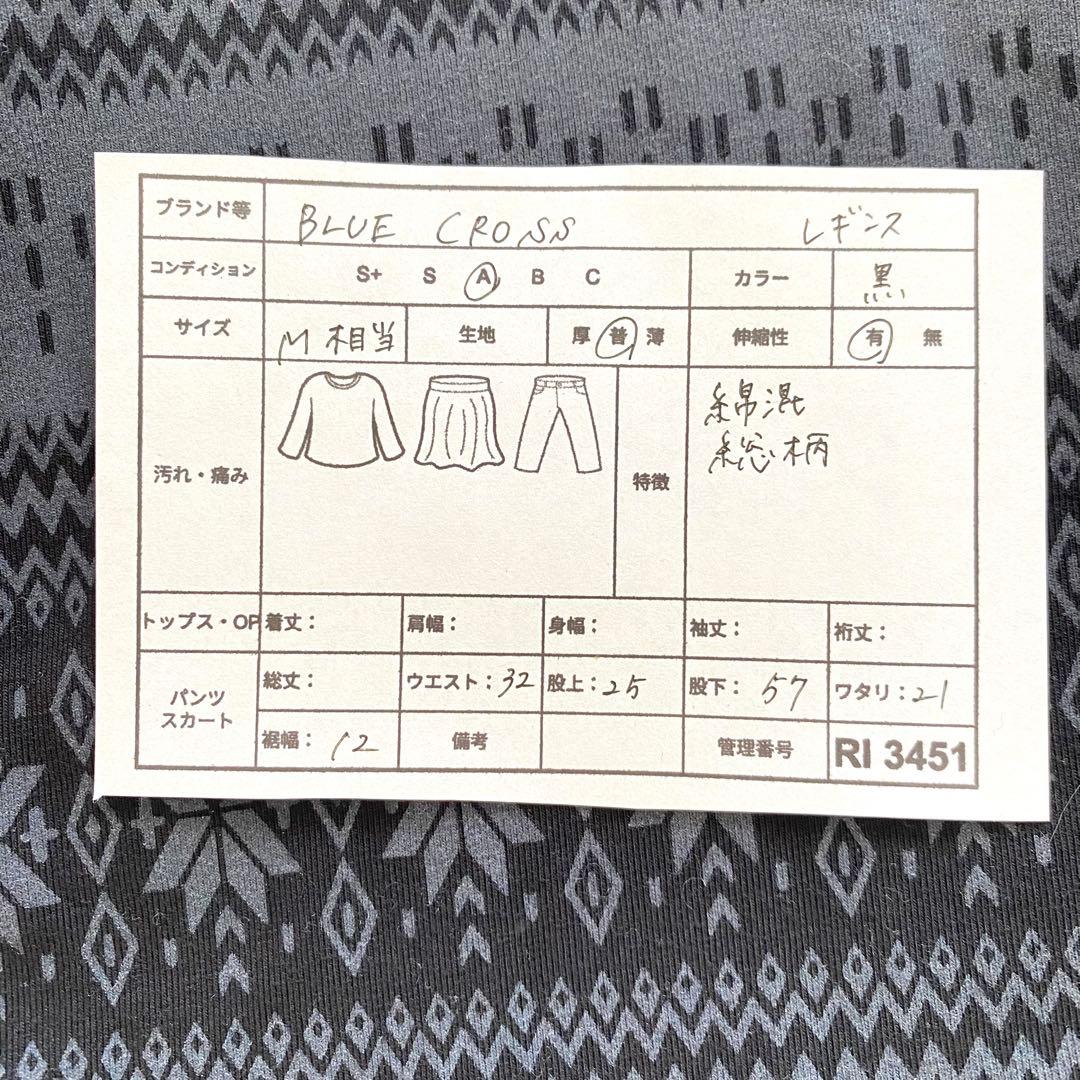 ブランド等 BLUE CROSS レギンス
コンディション S+ S A B C カラー 黒
サイズ M相当 生地 厚 普 薄 伸縮性 有 無
汚れ・痛み 特徴 綿混
総柄
トップス・OP 着丈： 肩幅： 身幅： 袖丈： 裄丈：
パンツ
スカート
総丈： ウエスト：32 股上：25 股下：57 ワタリ：21
裾幅：12 備考 管理番号 RI 3451